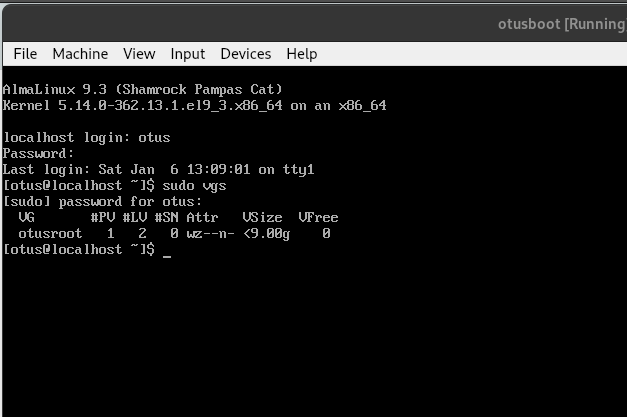 otusboot [Running
File Machine View Input Devices Help
AlmaLinux 9.3 (Shamrock Pampas Cat)
Kernel 5.14.0-362.13.1.el9_3.x86_64 on an x86_64
localhost login: otus
Password:
Last login: Sat Jan  6 13:09:01 on tty1
[otus@localhost ~]$ sudo vgs
[sudo] password for otus:
  VG       #PV #LV #SN Attr   VSize  VFree
  otusroot   1   2   0 wz--n- <9.00g    0
[otus@localhost ~]$ _